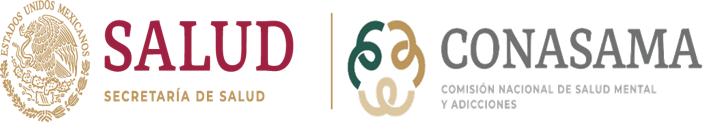 ESTADOS UNIDOS MEXICANOS
SALUD
SECRETARÍA DE SALUD
CONASAMA
COMISIÓN NACIONAL DE SALUD MENTAL
Y ADICCIONES